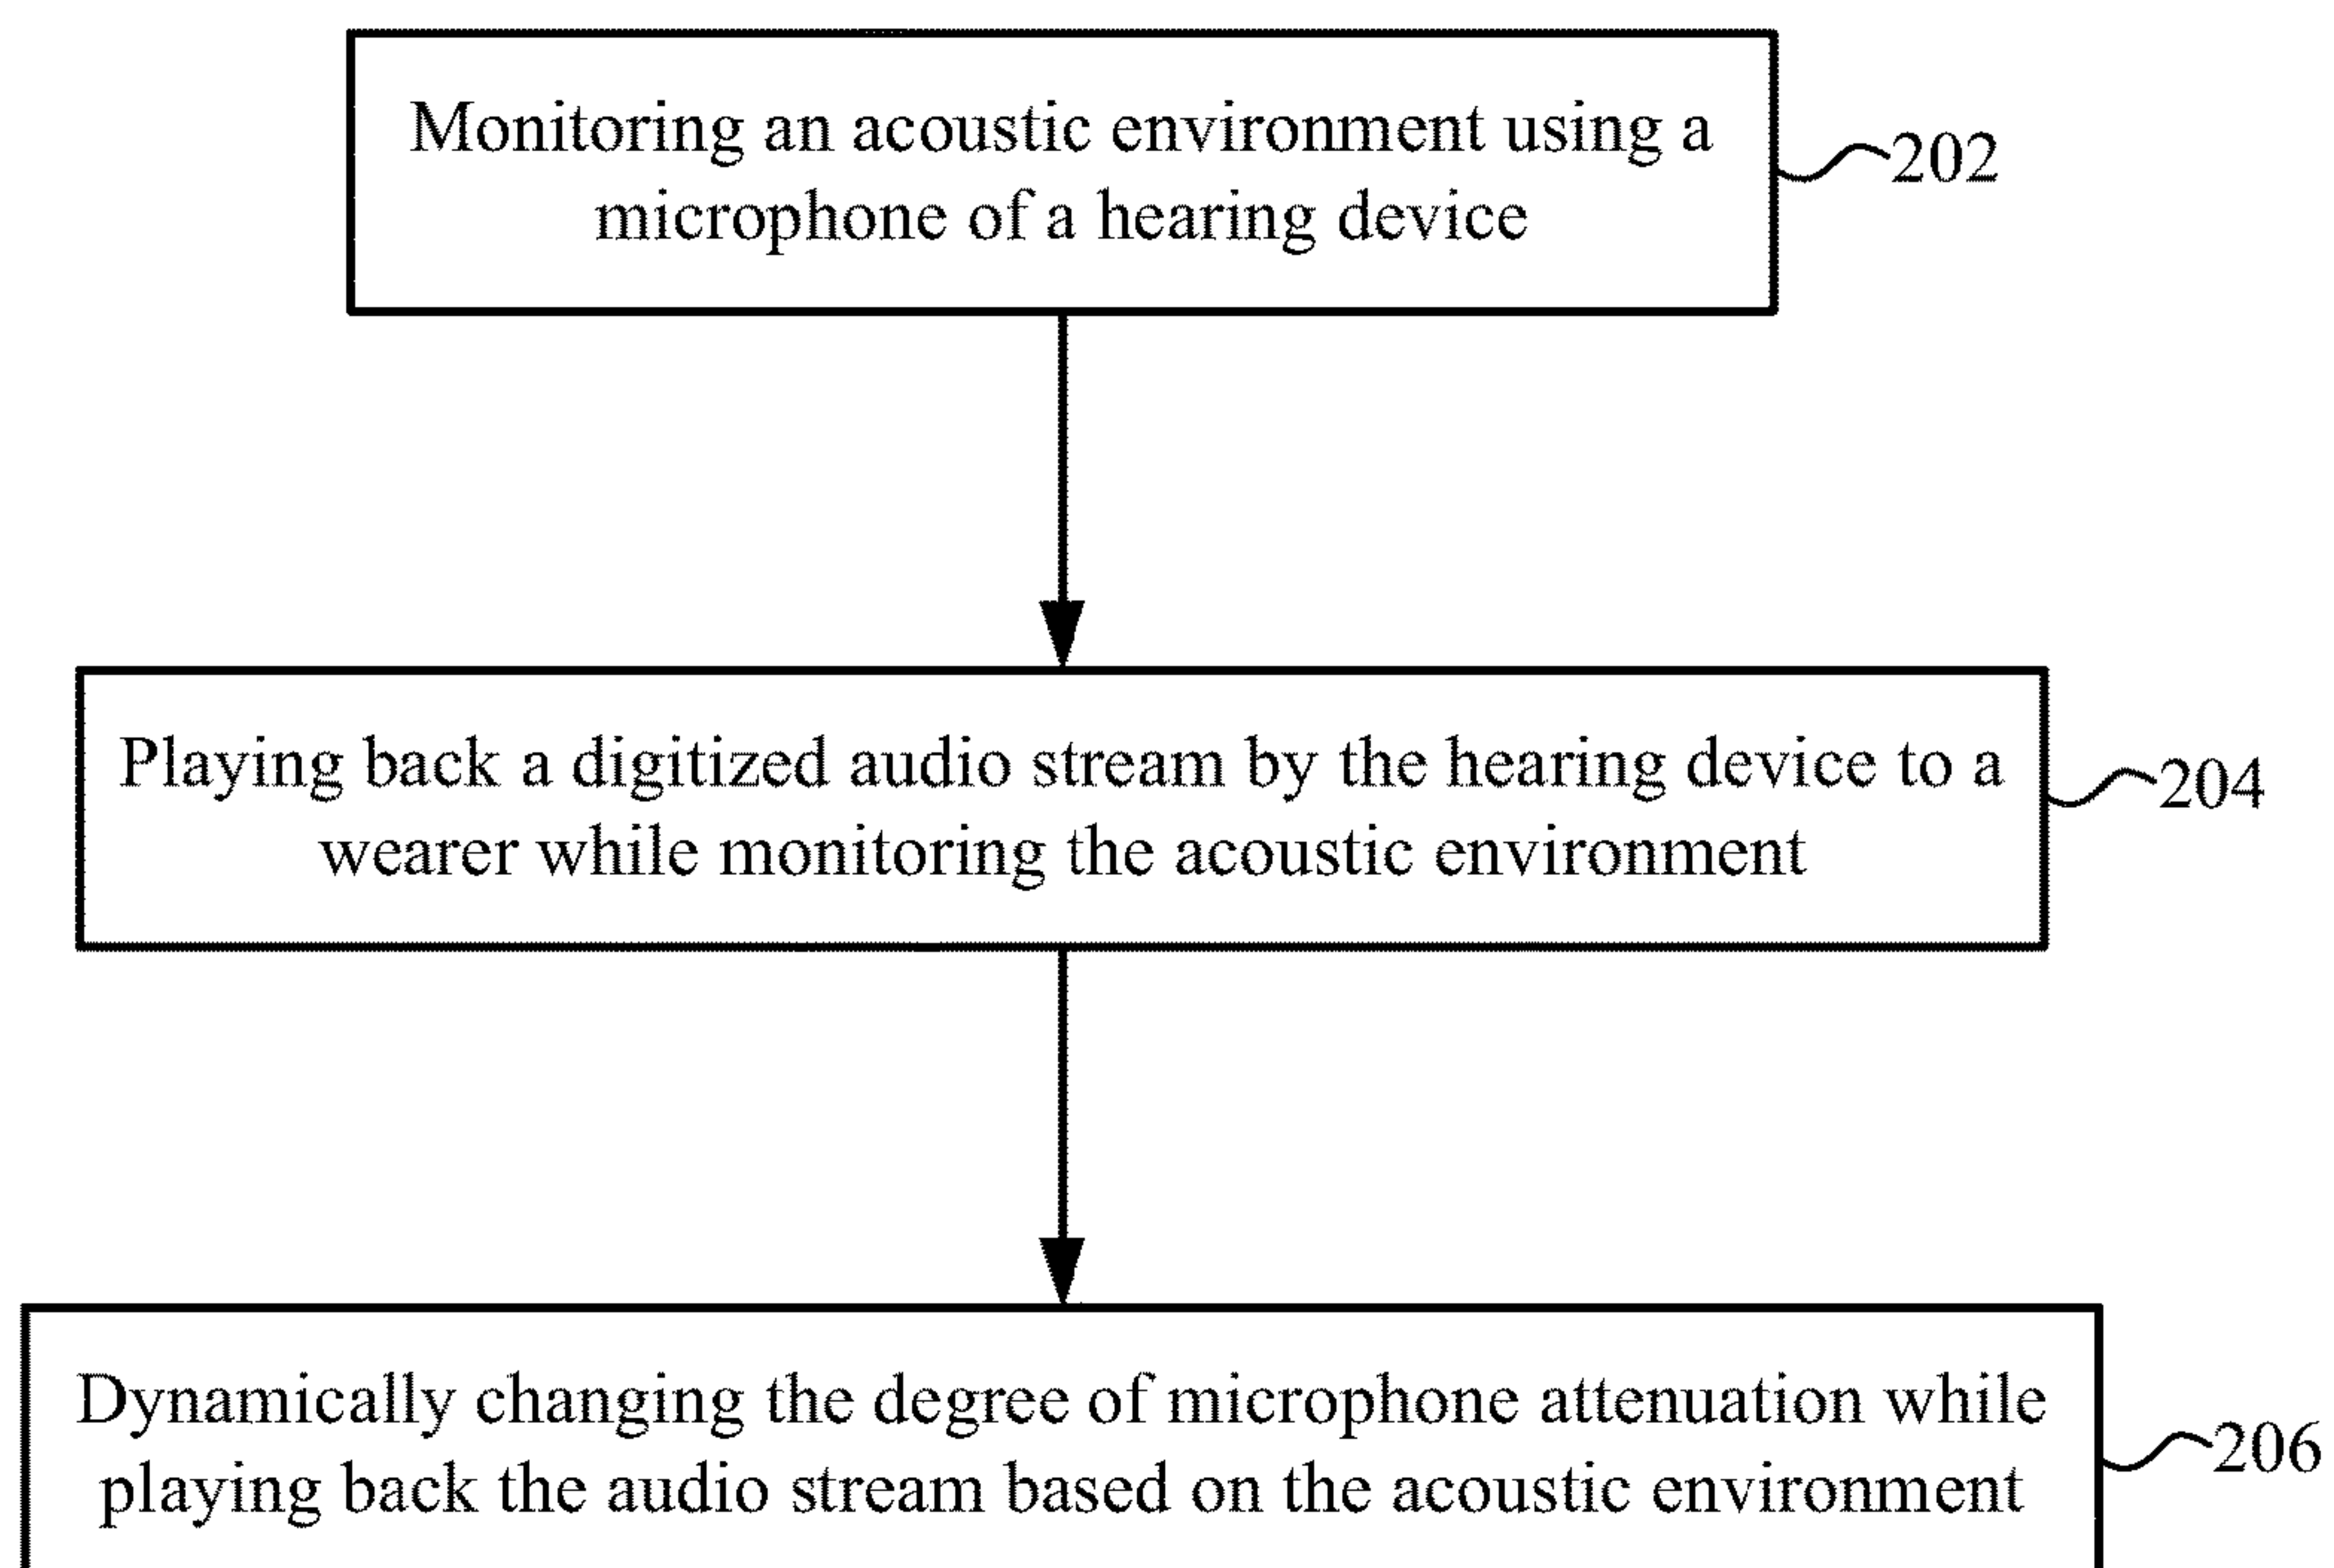 Monitoring an acoustic environment using a
microphone of a hearing device
202
Playing back a digitized audio stream by the hearing device to a
wearer while monitoring the acoustic environment
204
Dynamically changing the degree of microphone attenuation while
playing back the audio stream based on the acoustic environment
206